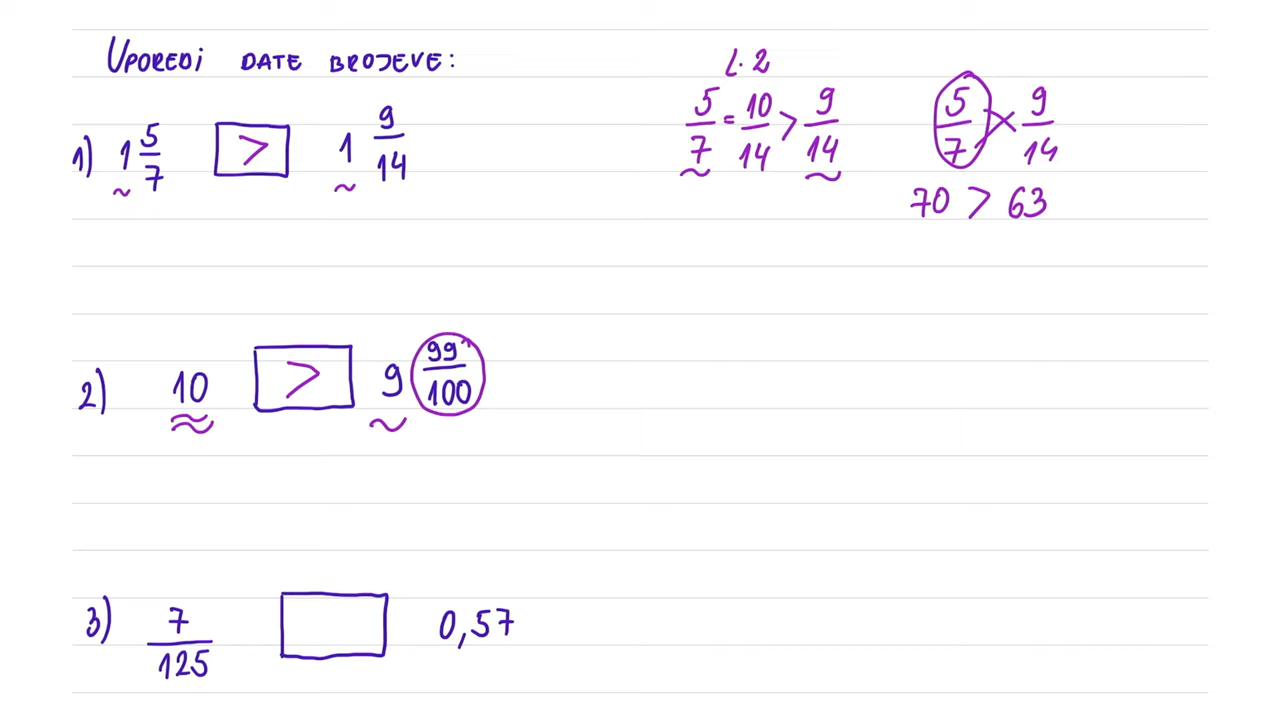 UPOREDI DATE BROJEVE:
1) 1 5/7 > 1 9/14
5/7 = 10/14 > 9/14
5/7 × 9/14
70 > 63
2) 10 > 9 99/100
3) 7/125 0,57